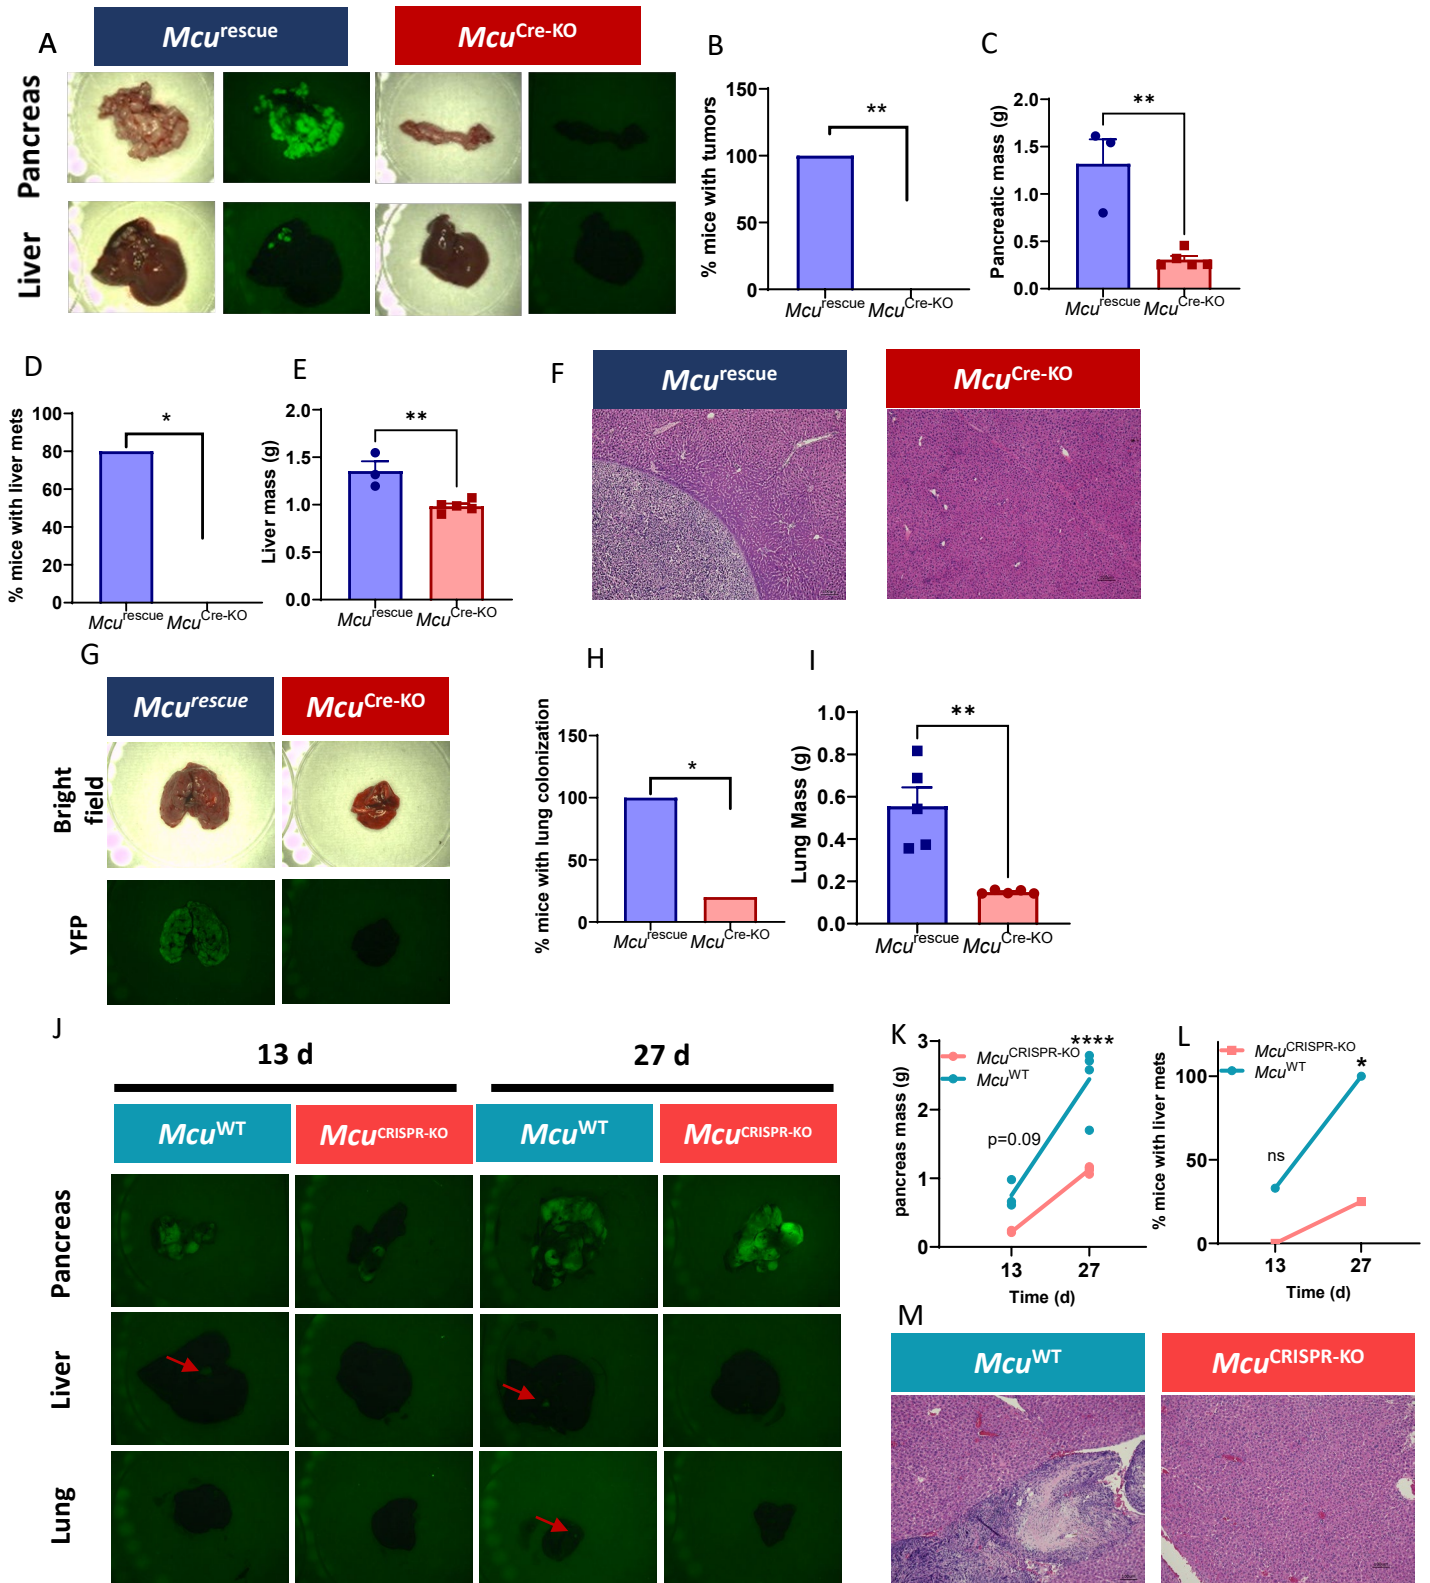 A
Mcu^rescue
Mcu^Cre-KO
Pancreas
Liver
B
% mice with tumors
150
100
50
0
**
Mcu^rescue
Mcu^Cre-KO
C
Pancreatic mass (g)
2.0
1.5
1.0
0.5
0.0
**
Mcu^rescue
Mcu^Cre-KO
D
% mice with liver mets
100
80
60
40
20
0
*
Mcu^rescue
Mcu^Cre-KO
E
Liver mass (g)
2.0
1.5
1.0
0.5
0.0
**
Mcu^rescue
Mcu^Cre-KO
F
Mcu^rescue
Mcu^Cre-KO
G
Mcu^rescue
Mcu^Cre-KO
Bright
field
YFP
H
% mice with lung colonization
150
100
50
0
*
Mcu^rescue
Mcu^Cre-KO
I
Lung Mass (g)
1.0
0.8
0.6
0.4
0.2
0.0
**
Mcu^rescue
Mcu^Cre-KO
J
13 d
27 d
Mcu^WT
Mcu^CRISPR-KO
Mcu^WT
Mcu^CRISPR-KO
Pancreas
Liver
Lung
K
pancreas mass (g)
3
2
1
0
Mcu^CRISPR-KO
Mcu^WT
****
p=0.09
13
27
Time (d)
L
% mice with liver mets
100
50
0
Mcu^CRISPR-KO
Mcu^WT
*
ns
13
27
Time (d)
M
Mcu^WT
Mcu^CRISPR-KO